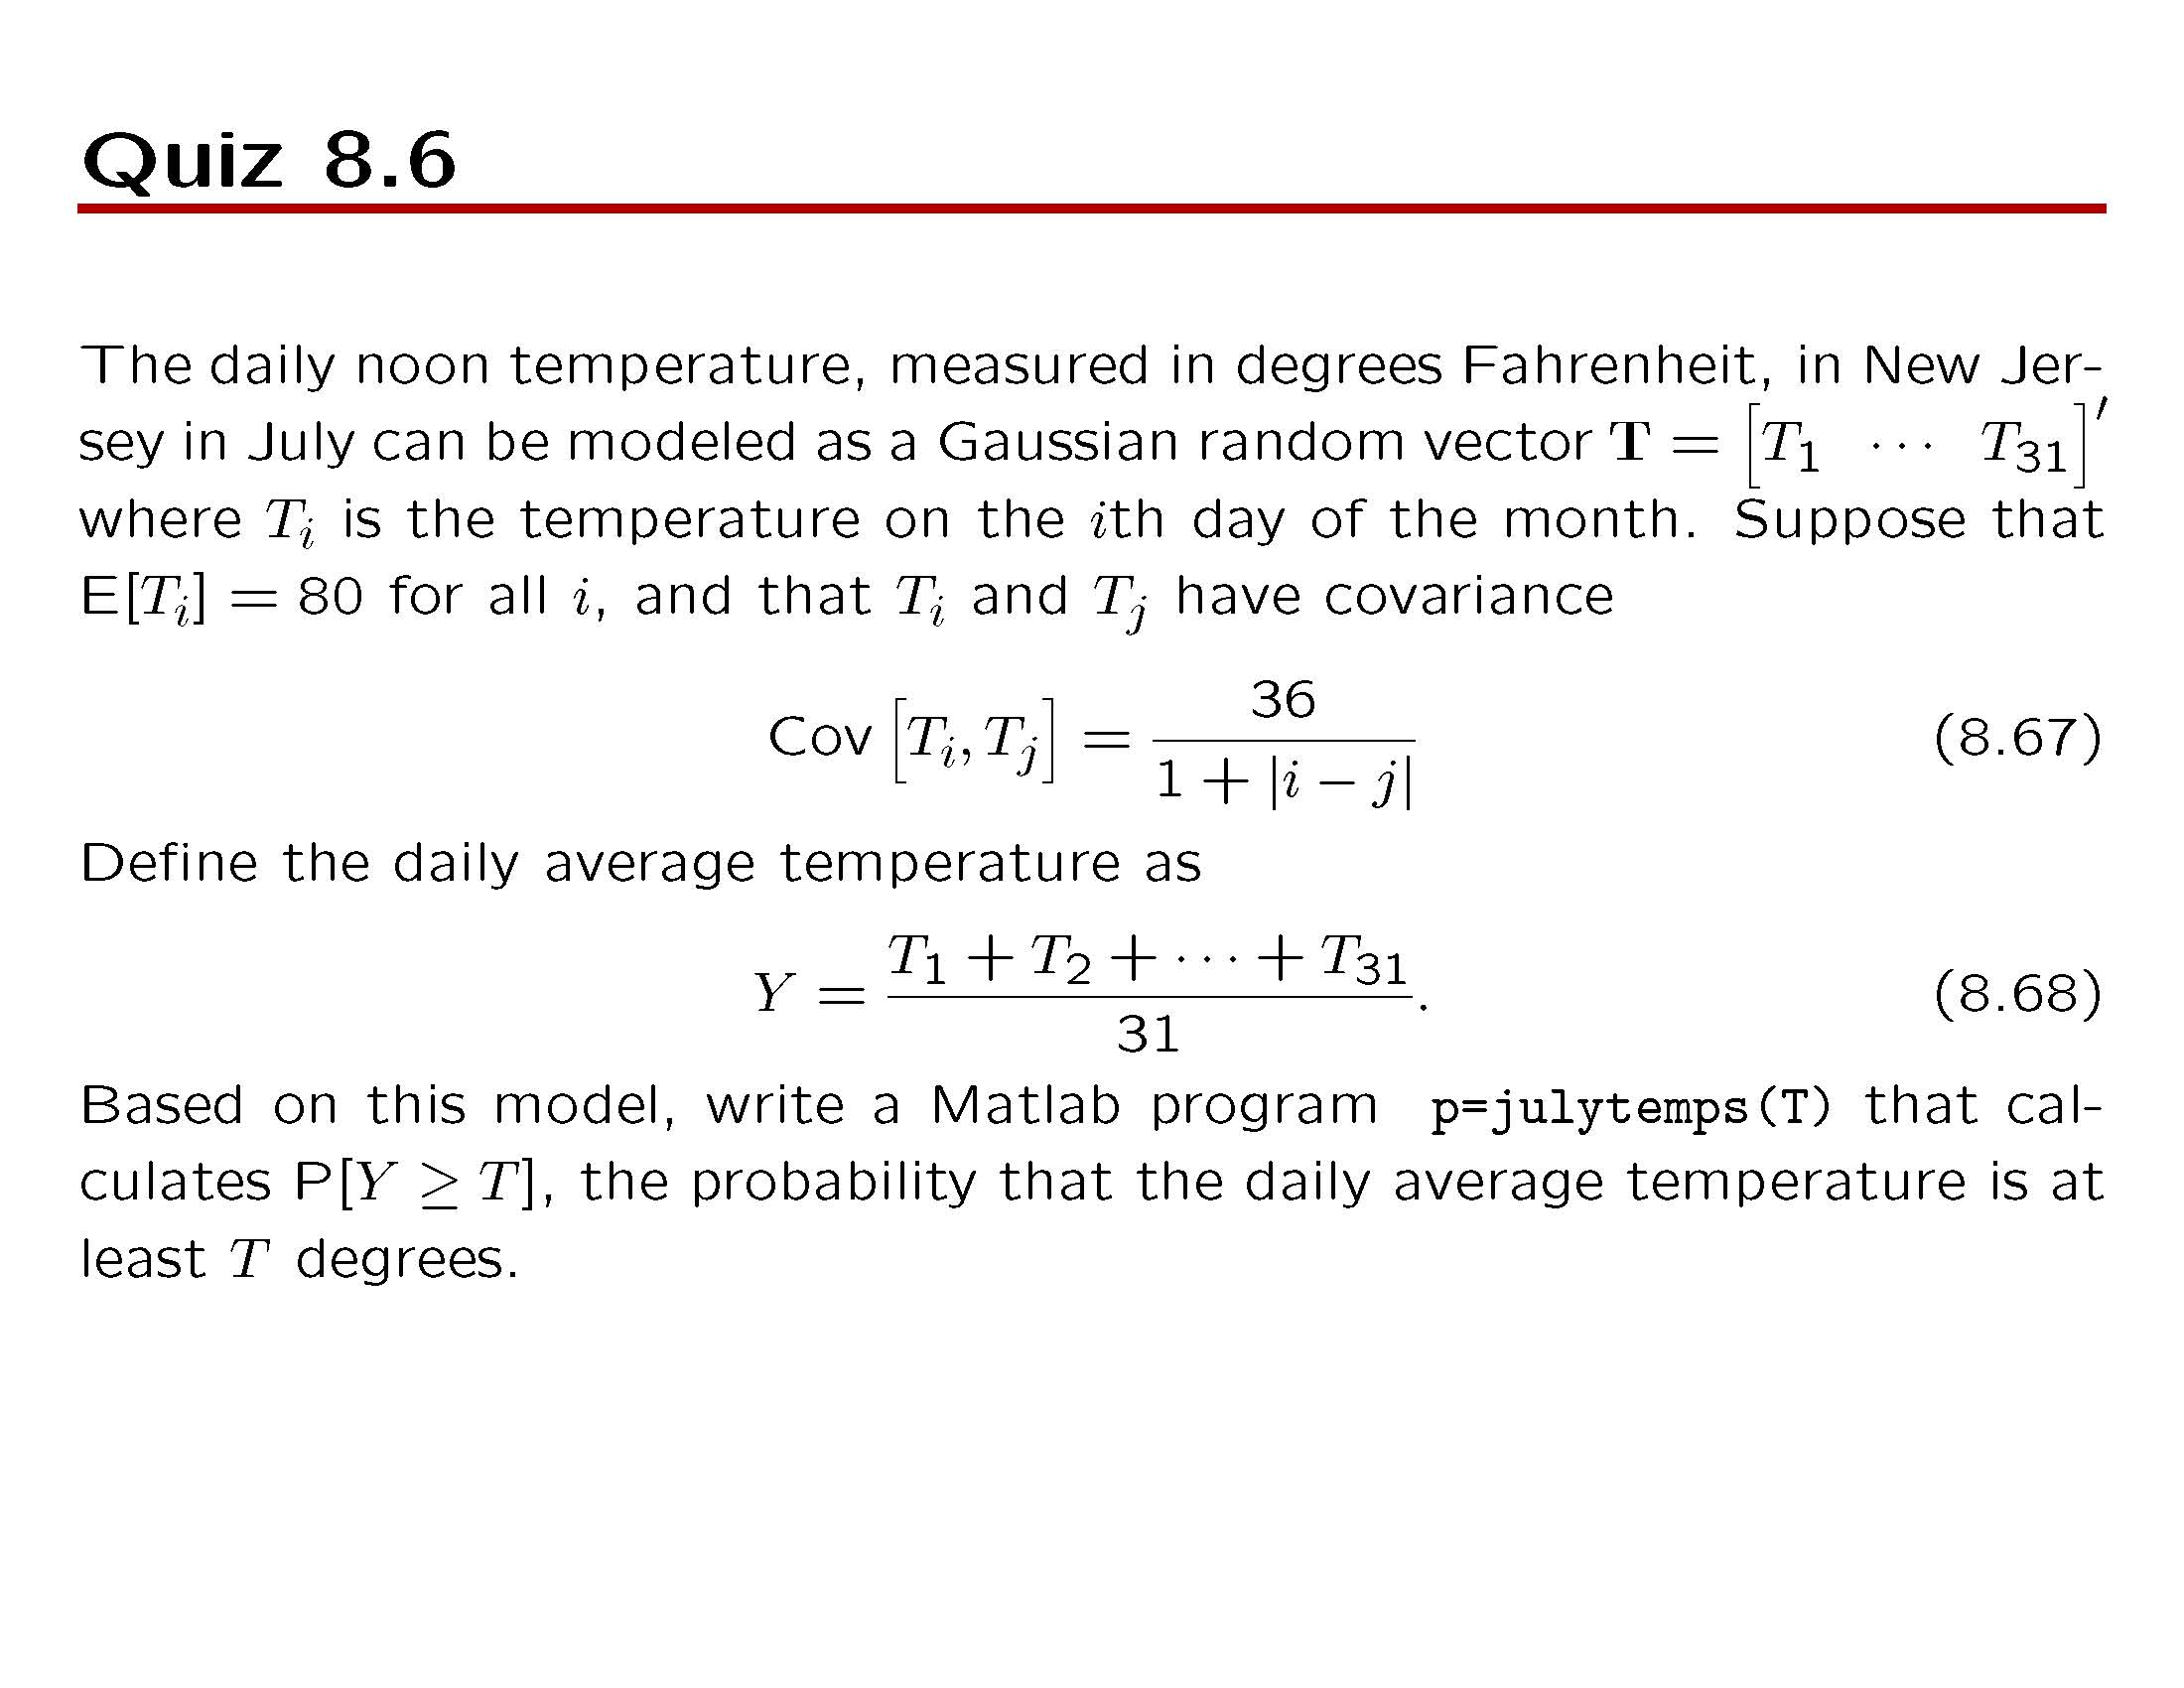 Quiz 8.6
The daily noon temperature, measured in degrees Fahrenheit, in New Jer-
sey in July can be modeled as a Gaussian random vector T = [T₁ ⋯ T₃₁]′
where Tᵢ is the temperature on the ith day of the month. Suppose that
E[Tᵢ] = 80 for all i, and that Tᵢ and Tⱼ have covariance
Cov [Tᵢ, Tⱼ] = 36 / (1 + |i − j|) (8.67)
Define the daily average temperature as
Y = (T₁ + T₂ + ⋯ + T₃₁) / 31. (8.68)
Based on this model, write a Matlab program p=julytemps(T) that cal-
culates P[Y ≥ T], the probability that the daily average temperature is at
least T degrees.